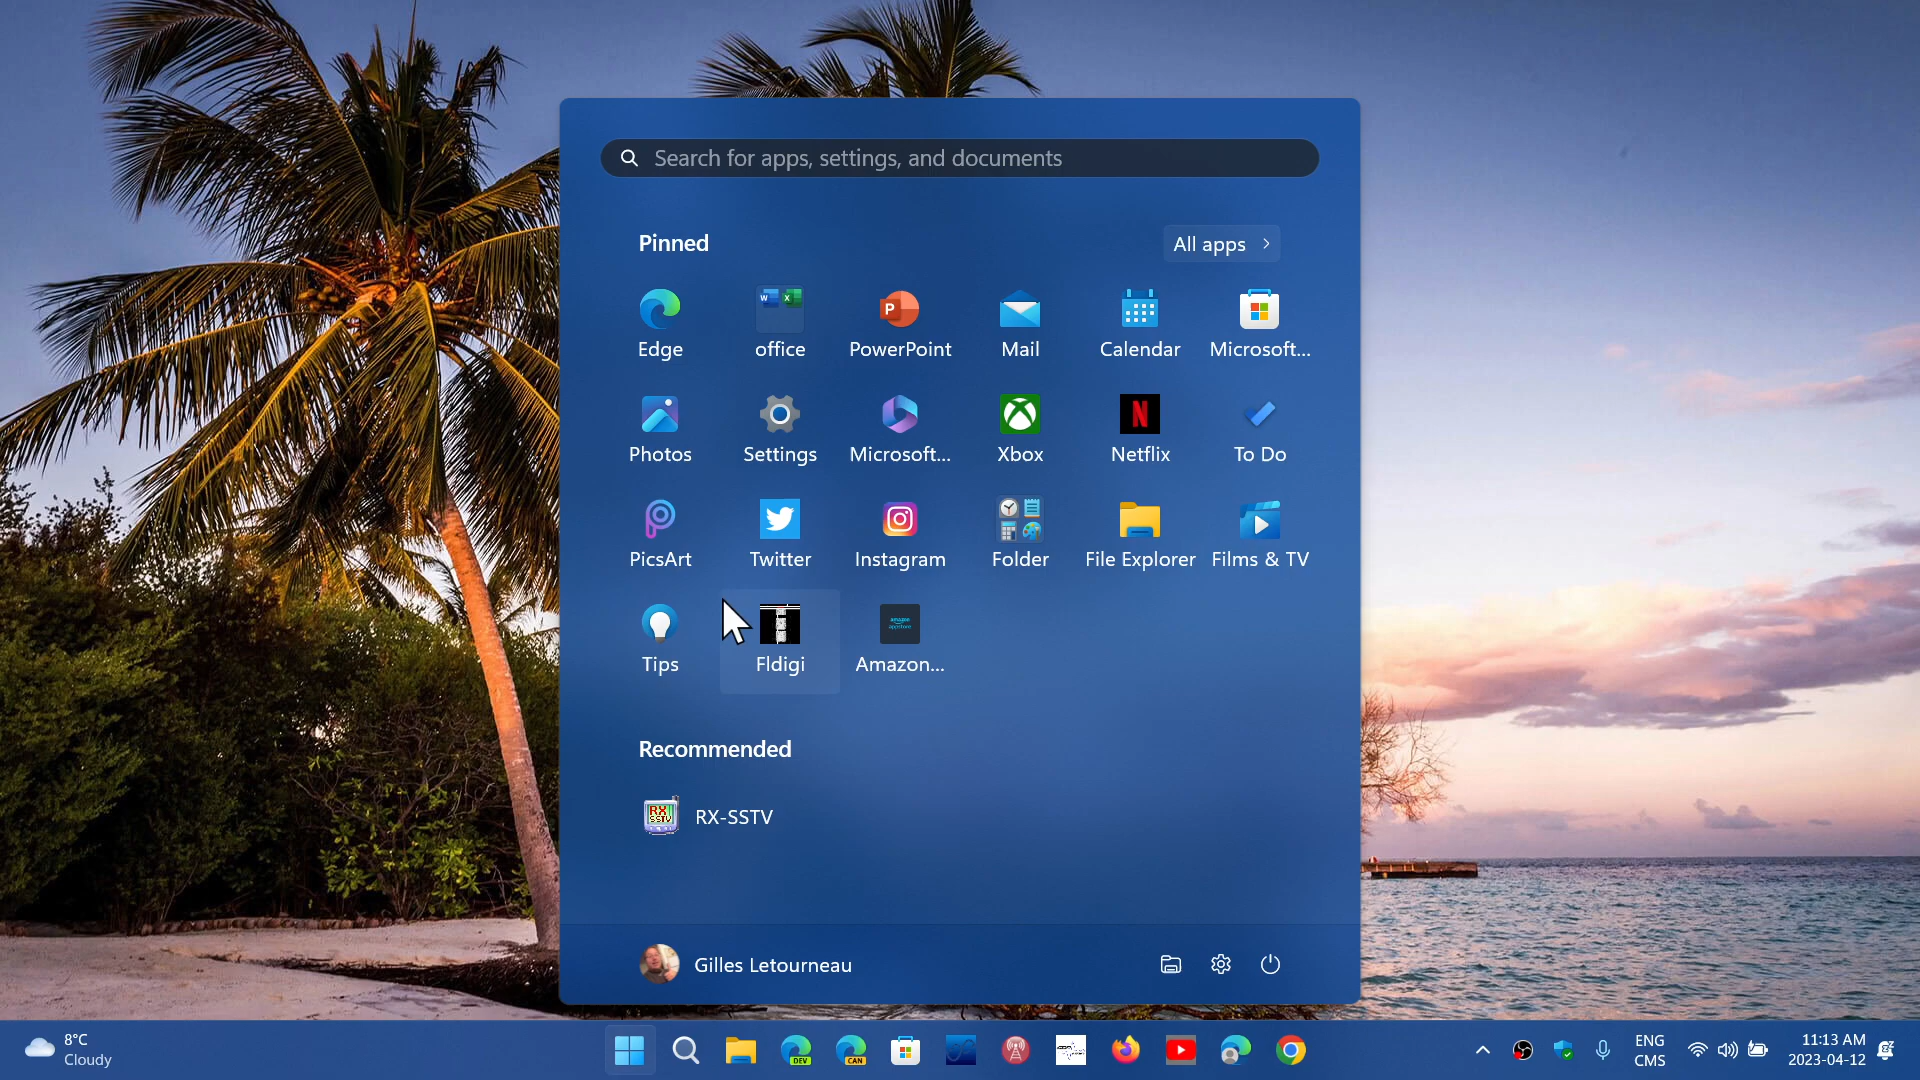 Search for apps, settings, and documents
Pinned
All apps
Edge
office
PowerPoint
Mail
Calendar
Microsoft...
Photos
Settings
Microsoft...
Xbox
Netflix
To Do
PicsArt
Twitter
Instagram
Folder
File Explorer
Films & TV
Tips
Fldigi
Amazon...
Recommended
RX-SSTV
Gilles Letourneau
8°C
Cloudy
DEV
CAN
ENG
CMS
11:13 AM
2023-04-12